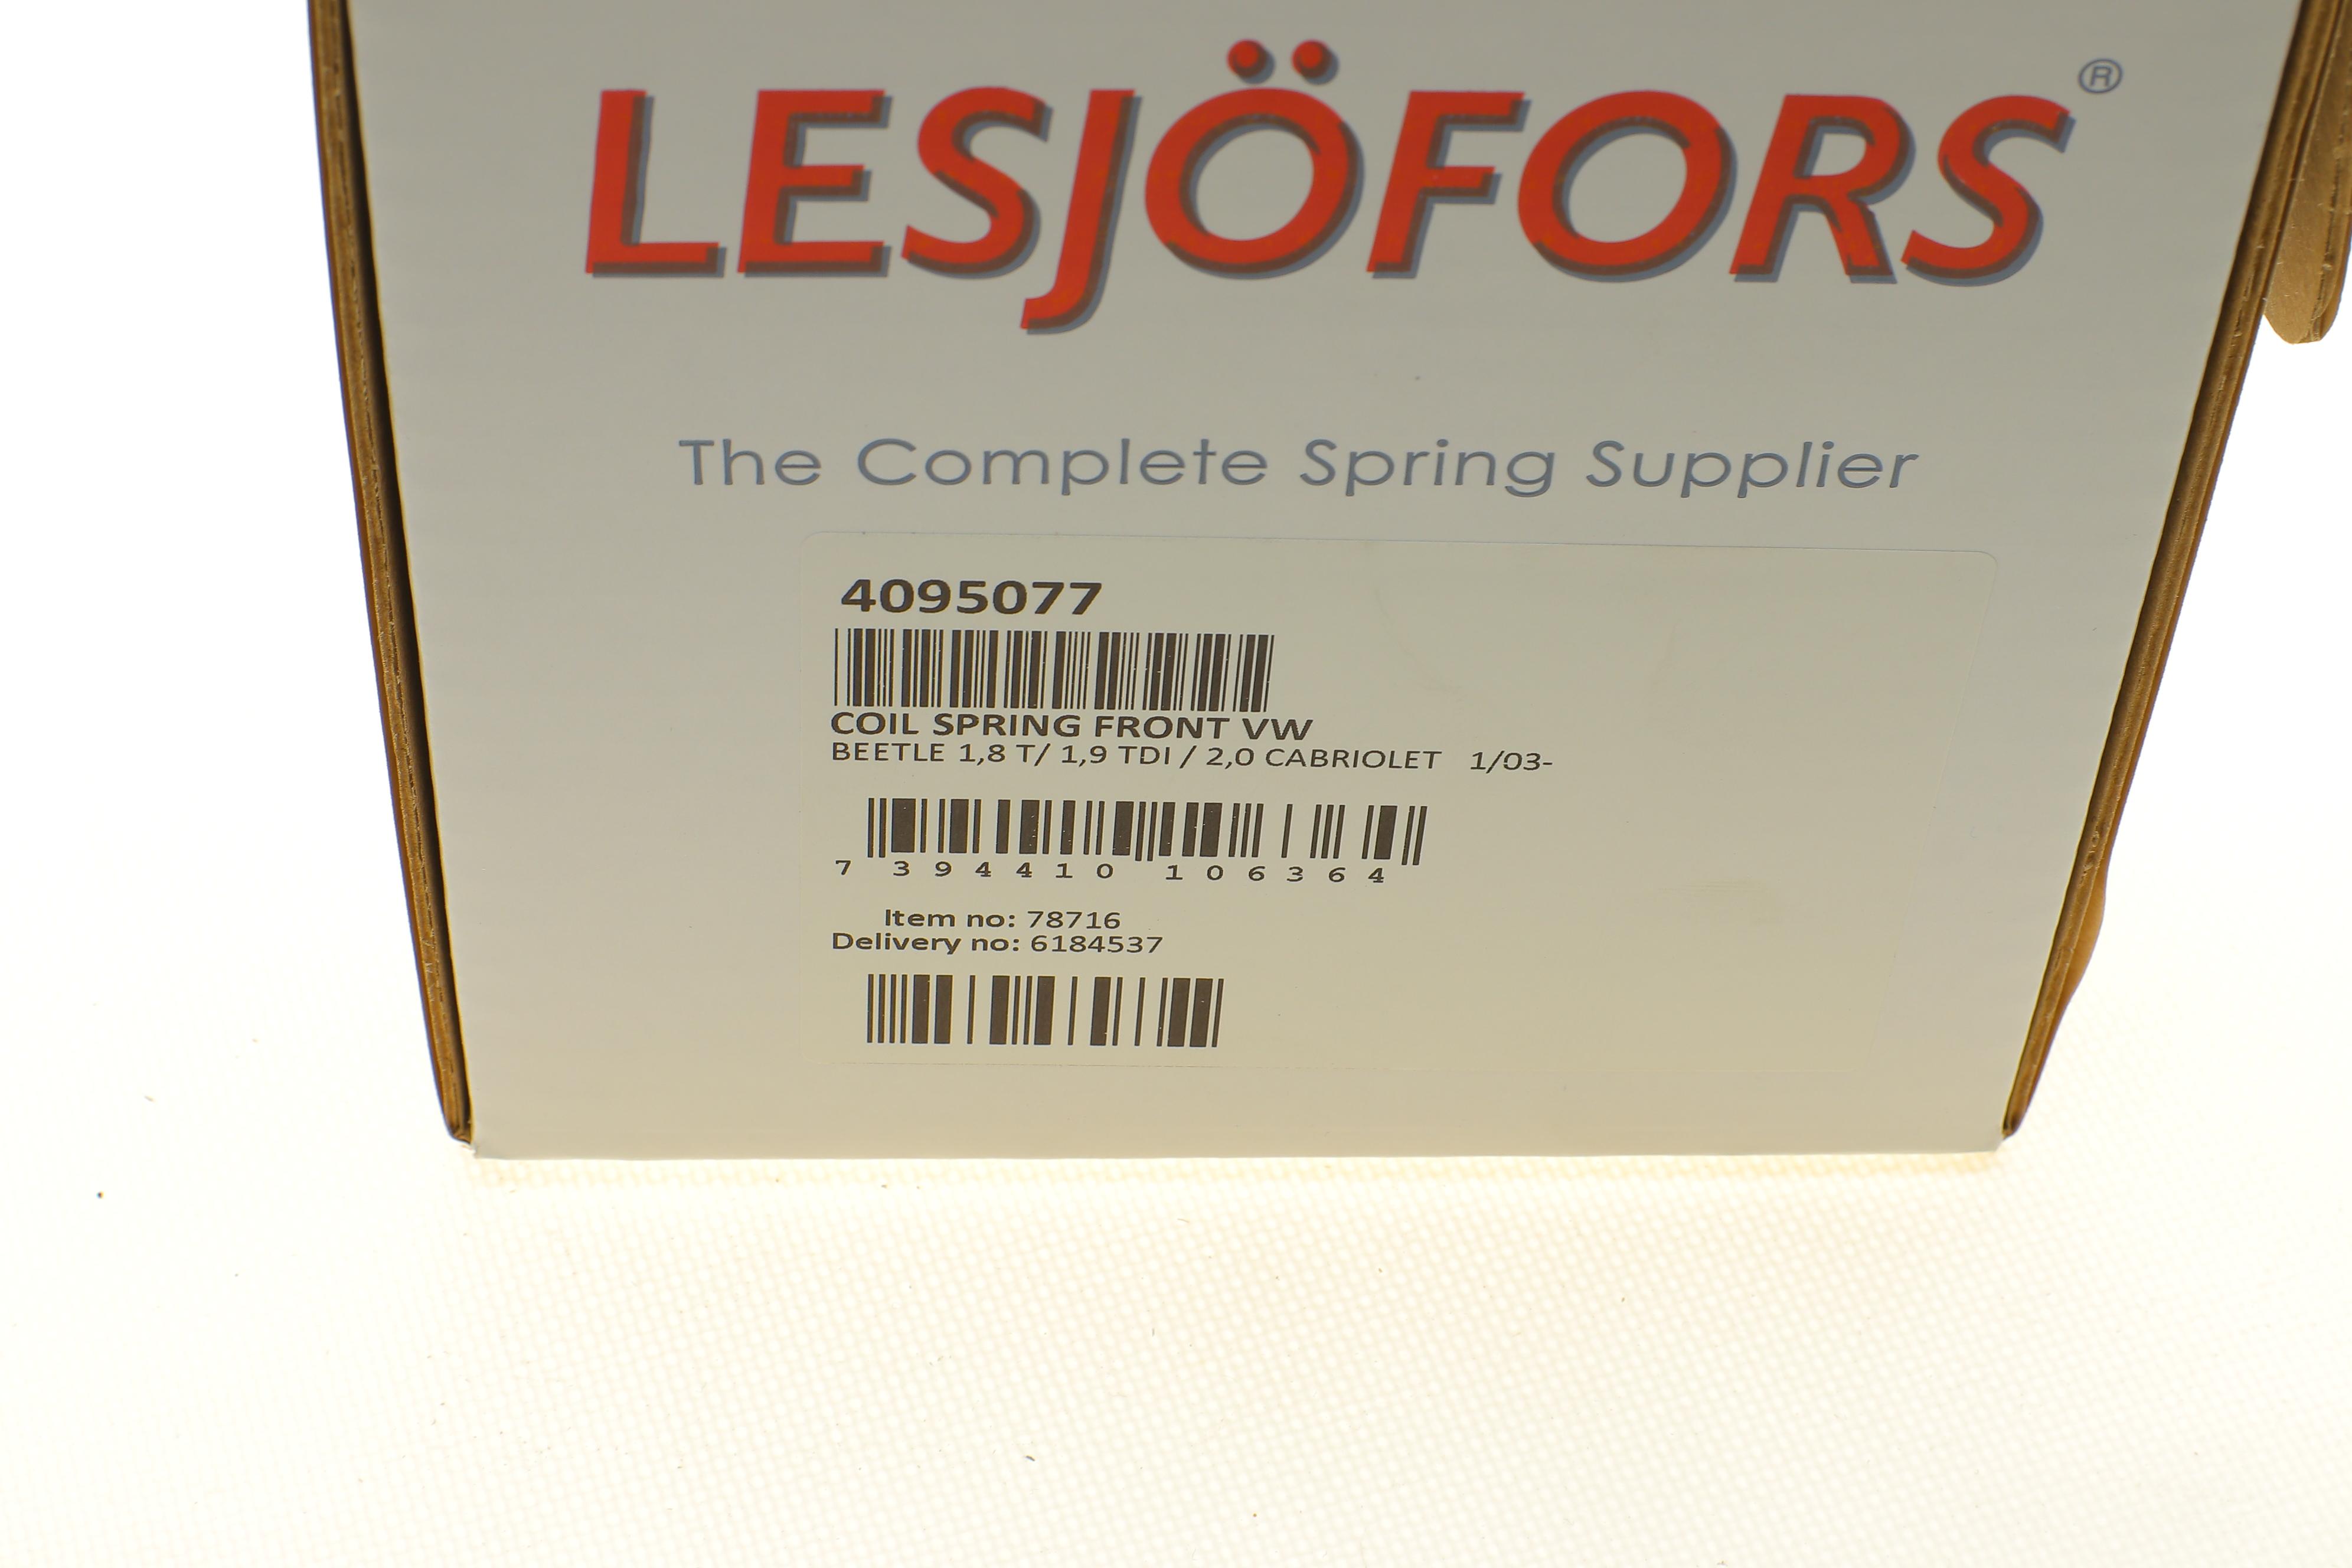 LESJÖFORS®
The Complete Spring Supplier
4095077
COIL SPRING FRONT VW
BEETLE 1,8 T/ 1,9 TDI / 2,0 CABRIOLET 1/03-
7 394410 106364
Item no: 78716
Delivery no: 6184537